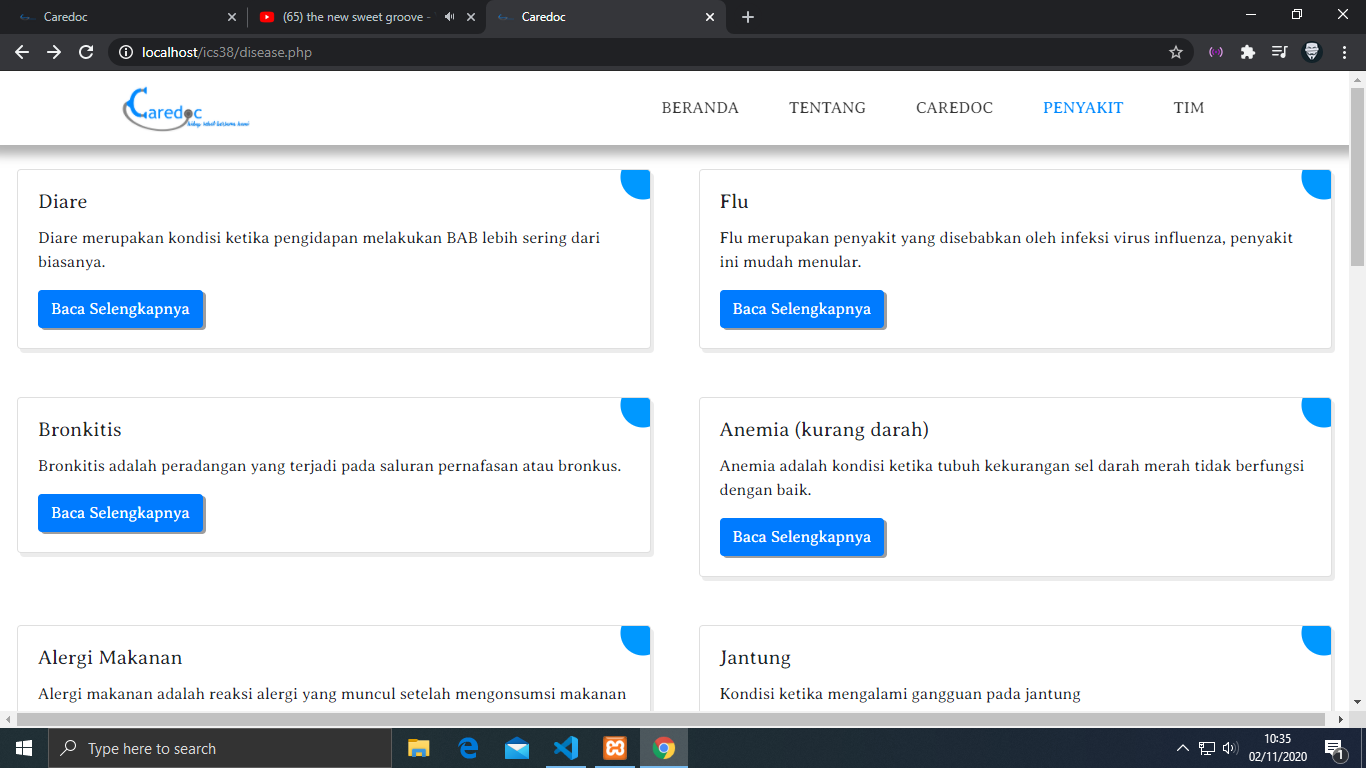 Caredoc
(65) the new sweet groove -
Caredoc
localhost/ics38/disease.php
Caredoc
BERANDA TENTANG CAREDOC PENYAKIT TIM
Diare
Diare merupakan kondisi ketika pengidapan melakukan BAB lebih sering dari
biasanya.
Baca Selengkapnya
Flu
Flu merupakan penyakit yang disebabkan oleh infeksi virus influenza, penyakit
ini mudah menular.
Baca Selengkapnya
Bronkitis
Bronkitis adalah peradangan yang terjadi pada saluran pernafasan atau bronkus.
Baca Selengkapnya
Anemia (kurang darah)
Anemia adalah kondisi ketika tubuh kekurangan sel darah merah tidak berfungsi
dengan baik.
Baca Selengkapnya
Alergi Makanan
Alergi makanan adalah reaksi alergi yang muncul setelah mengonsumsi makanan
Jantung
Kondisi ketika mengalami gangguan pada jantung
Type here to search
10:35
02/11/2020
1